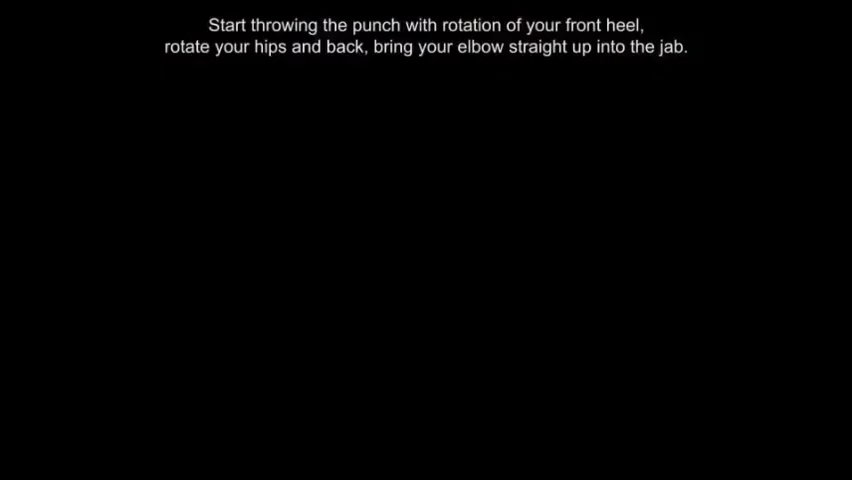 Start throwing the punch with rotation of your front heel,
rotate your hips and back, bring your elbow straight up into the jab.